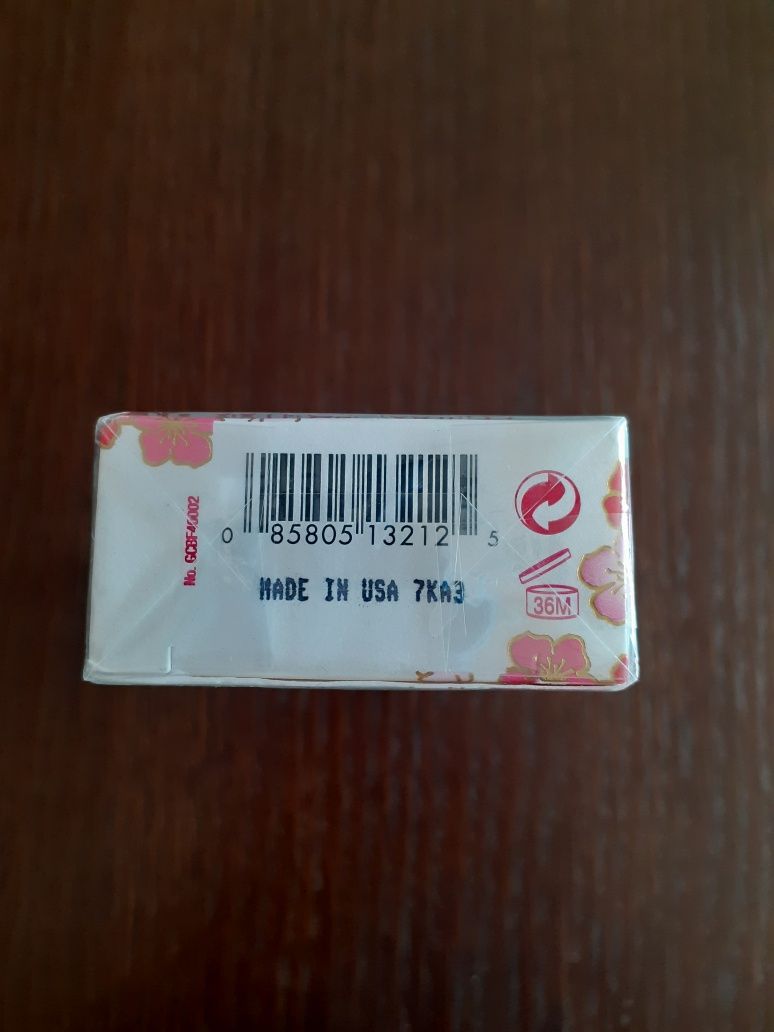 No. GCBF40002
0 85805 13212 5
MADE IN USA 7KA3
36M